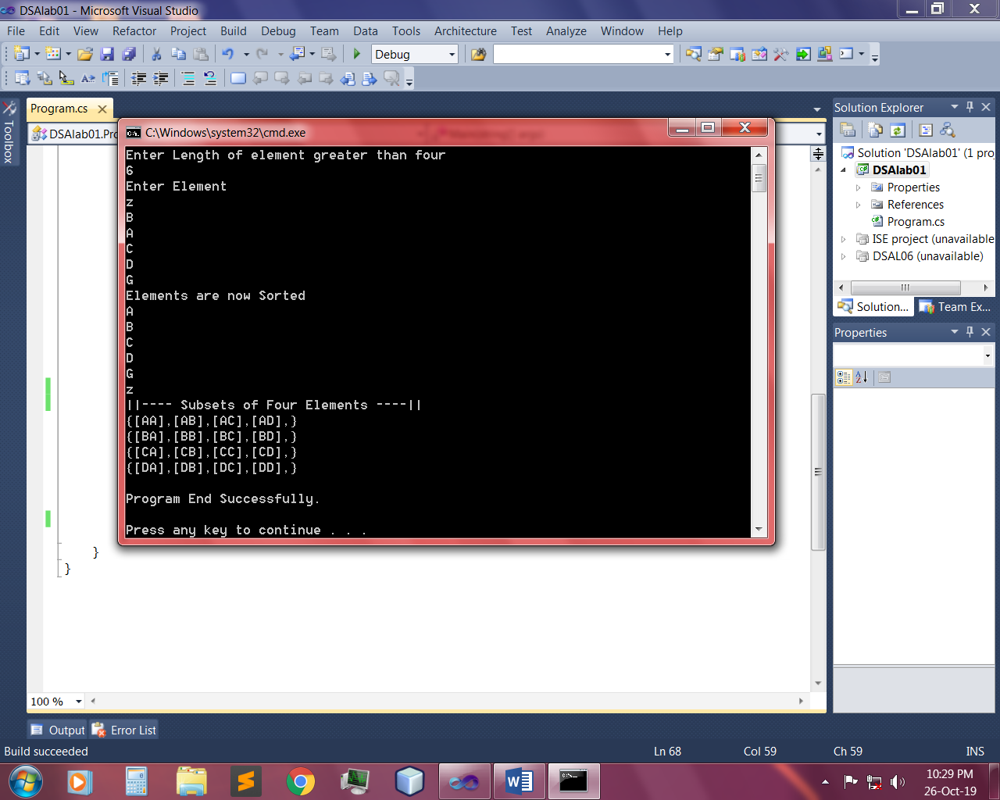 DSAlab01 - Microsoft Visual Studio
File Edit View Refactor Project Build Debug Team Data Tools Architecture Test Analyze Window Help
Debug
Toolbox
Program.cs
DSAlab01.Pro
C:\Windows\system32\cmd.exe
Enter Length of element greater than four
6
Enter Element
z
B
A
C
D
G
Elements are now Sorted
A
B
C
D
G
z
||---- Subsets of Four Elements ----||
{[AA],[AB],[AC],[AD],}
{[BA],[BB],[BC],[BD],}
{[CA],[CB],[CC],[CD],}
{[DA],[DB],[DC],[DD],}
Program End Successfully.
Press any key to continue . . .
}
}
100 %
Solution Explorer
Solution 'DSAlab01' (1 proj
DSAlab01
Properties
References
Program.cs
ISE project (unavailable
DSAL06 (unavailable)
Solution... Team Ex...
Properties
Output Error List
Build succeeded Ln 68 Col 59 Ch 59 INS
10:29 PM
26-Oct-19